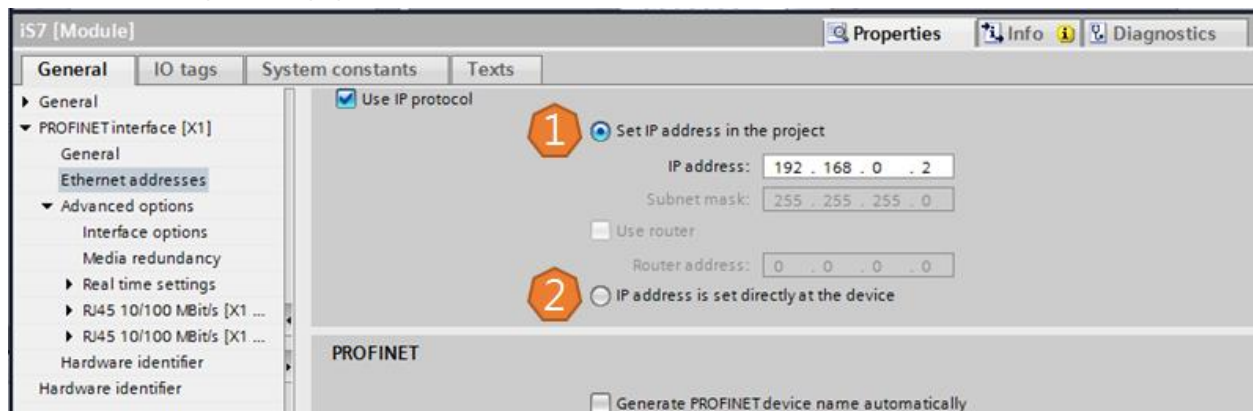 iS7 [Module]
Properties
Info
Diagnostics
General
IO tags
System constants
Texts
General
PROFINET interface [X1]
General
Ethernet addresses
Advanced options
Interface options
Media redundancy
Real time settings
RJ45 10/100 MBit/s [X1 ...
RJ45 10/100 MBit/s [X1 ...
Hardware identifier
Hardware identifier
Use IP protocol
1
Set IP address in the project
IP address: 192 . 168 . 0 . 2
Subnet mask: 255 . 255 . 255 . 0
Use router
Router address: 0 . 0 . 0 . 0
2
IP address is set directly at the device
PROFINET
Generate PROFINET device name automatically